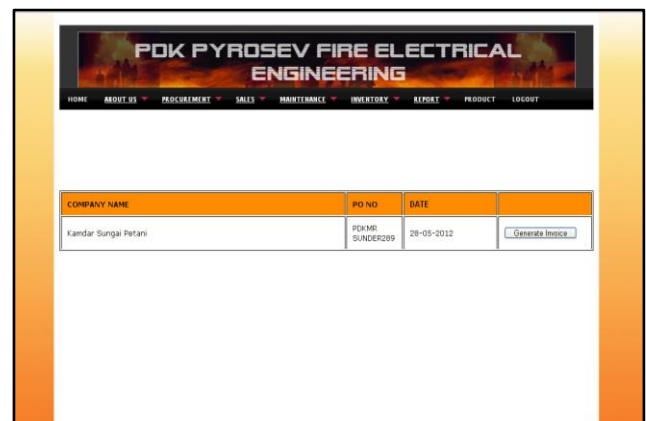 PDK PYROSEV FIRE ELECTRICAL
ENGINEERING
HOME ABOUT US PROCUREMENT SALES MAINTENANCE INVENTORY REPORT PRODUCT LOGOUT
COMPANY NAME PO NO DATE
Kamdar Sungai Petani PDKMR SUNDER289 28-05-2012 Generate Invoice